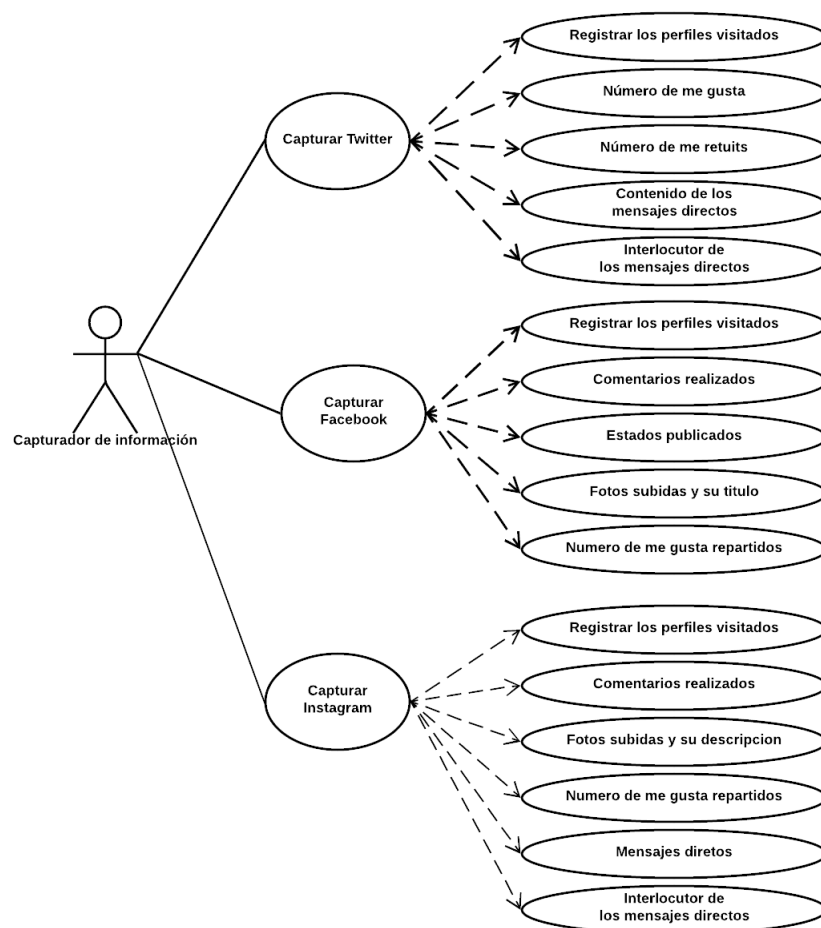 Registrar los perfiles visitados
Número de me gusta
Capturar Twitter
Número de me retuits
Contenido de los
mensajes directos
Interlocutor de
los mensajes directos
Registrar los perfiles visitados
Comentarios realizados
Capturar
Facebook
Estados publicados
Capturador de información
Fotos subidas y su titulo
Numero de me gusta repartidos
Registrar los perfiles visitados
Comentarios realizados
Capturar
Instagram
Fotos subidas y su descripcion
Numero de me gusta repartidos
Mensajes diretos
Interlocutor de
los mensajes directos